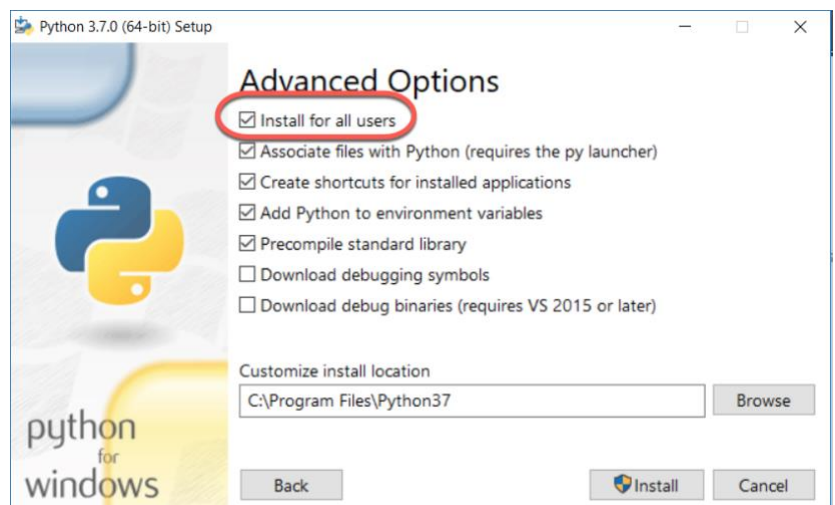 Python 3.7.0 (64-bit) Setup
Advanced Options
Install for all users
Associate files with Python (requires the py launcher)
Create shortcuts for installed applications
Add Python to environment variables
Precompile standard library
Download debugging symbols
Download debug binaries (requires VS 2015 or later)
Customize install location
C:\Program Files\Python37
Browse
python
for
windows
Back
Install
Cancel